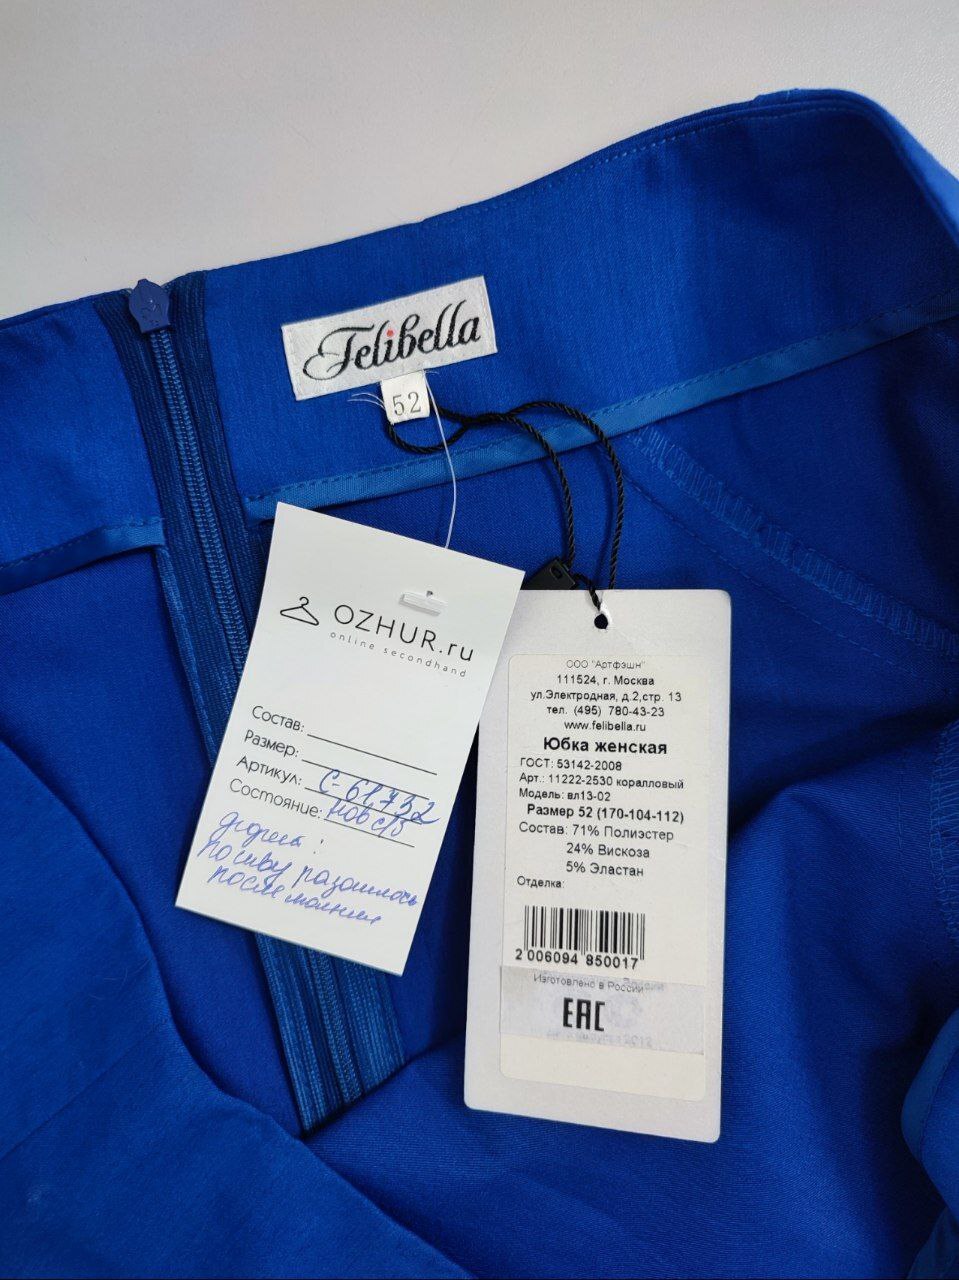 Felibella
52
OZHUR.ru
online secondhand
Состав:
Размер:
Артикул: С-61,732
Состояние: нов с/б
дефект:
по шву разошлось
после молнии
ООО "Артфэшн"
111524, г. Москва
ул.Электродная, д.2,стр. 13
тел. (495) 780-43-23
www.felibella.ru
Юбка женская
ГОСТ: 53142-2008
Арт.: 11222-2530 коралловый
Модель: вл13-02
Размер 52 (170-104-112)
Состав: 71% Полиэстер
24% Вискоза
5% Эластан
Отделка:
2 006094 850017
Изготовлено в России
EAC